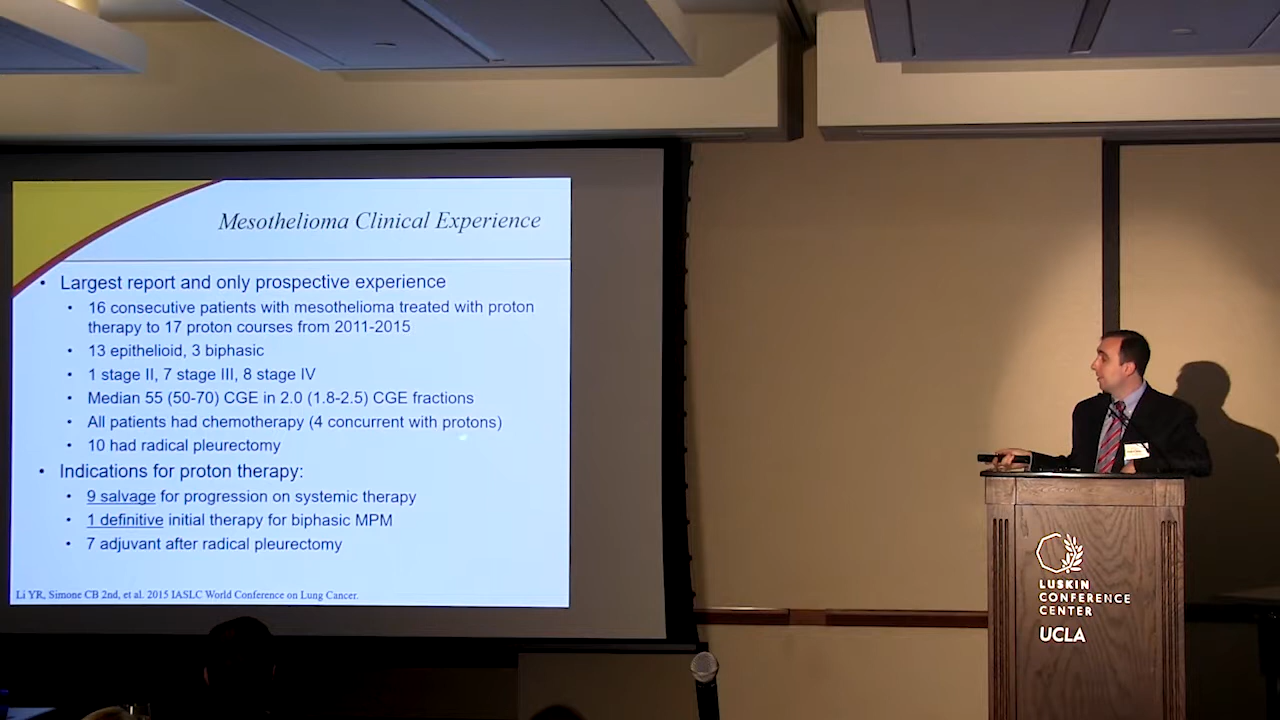 Mesothelioma Clinical Experience
• Largest report and only prospective experience
• 16 consecutive patients with mesothelioma treated with proton
therapy to 17 proton courses from 2011-2015
• 13 epithelioid, 3 biphasic
• 1 stage II, 7 stage III, 8 stage IV
• Median 55 (50-70) CGE in 2.0 (1.8-2.5) CGE fractions
• All patients had chemotherapy (4 concurrent with protons)
• 10 had radical pleurectomy
• Indications for proton therapy:
• 9 salvage for progression on systemic therapy
• 1 definitive initial therapy for biphasic MPM
• 7 adjuvant after radical pleurectomy
Li YR, Simone CB 2nd, et al. 2015 IASLC World Conference on Lung Cancer.
LUSKIN
CONFERENCE
CENTER
UCLA